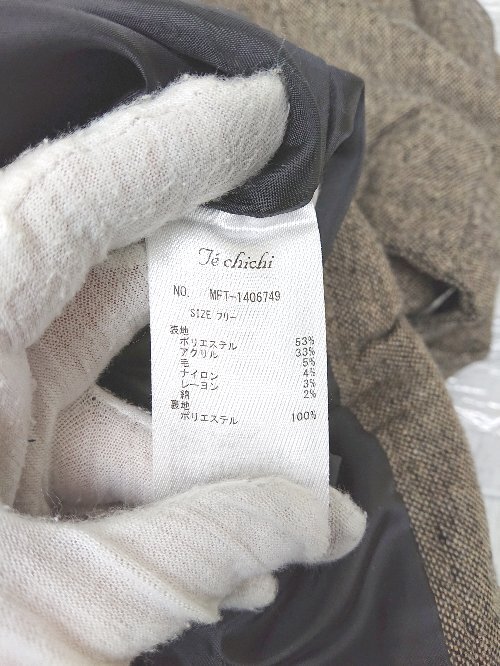 Té chichi
NO. MFT-1406749
SIZE フリー
表地
ポリエステル 53%
アクリル 33%
毛 5%
ナイロン 4%
レーヨン 3%
綿 2%
裏地
ポリエステル 100%